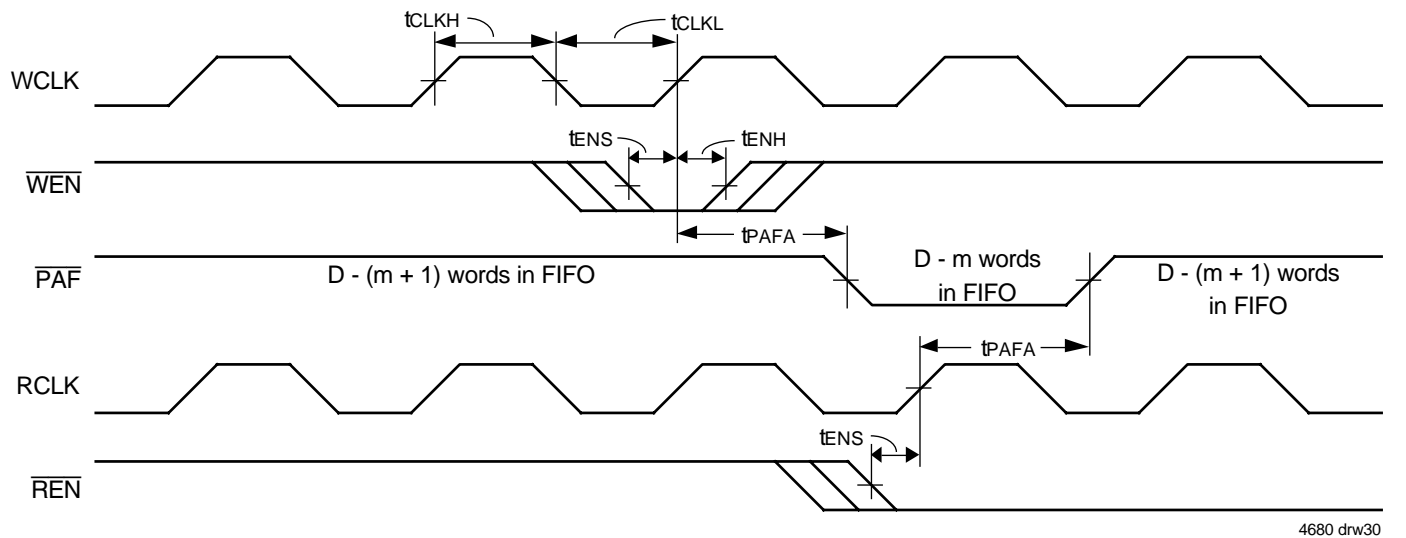 tCLKH
tCLKL
WCLK
tENS
tENH
WEN
tPAFA
PAF
D - (m + 1) words in FIFO
D - m words
in FIFO
D - (m + 1) words
in FIFO
tPAFA
RCLK
tENS
REN
4680 drw30